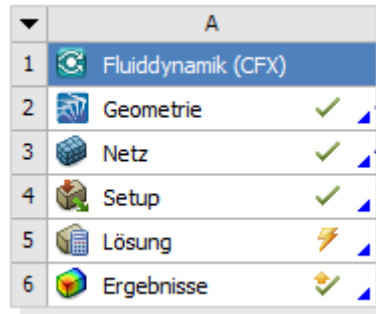 A
1 Fluiddynamik (CFX)
2 Geometrie
3 Netz
4 Setup
5 Lösung
6 Ergebnisse